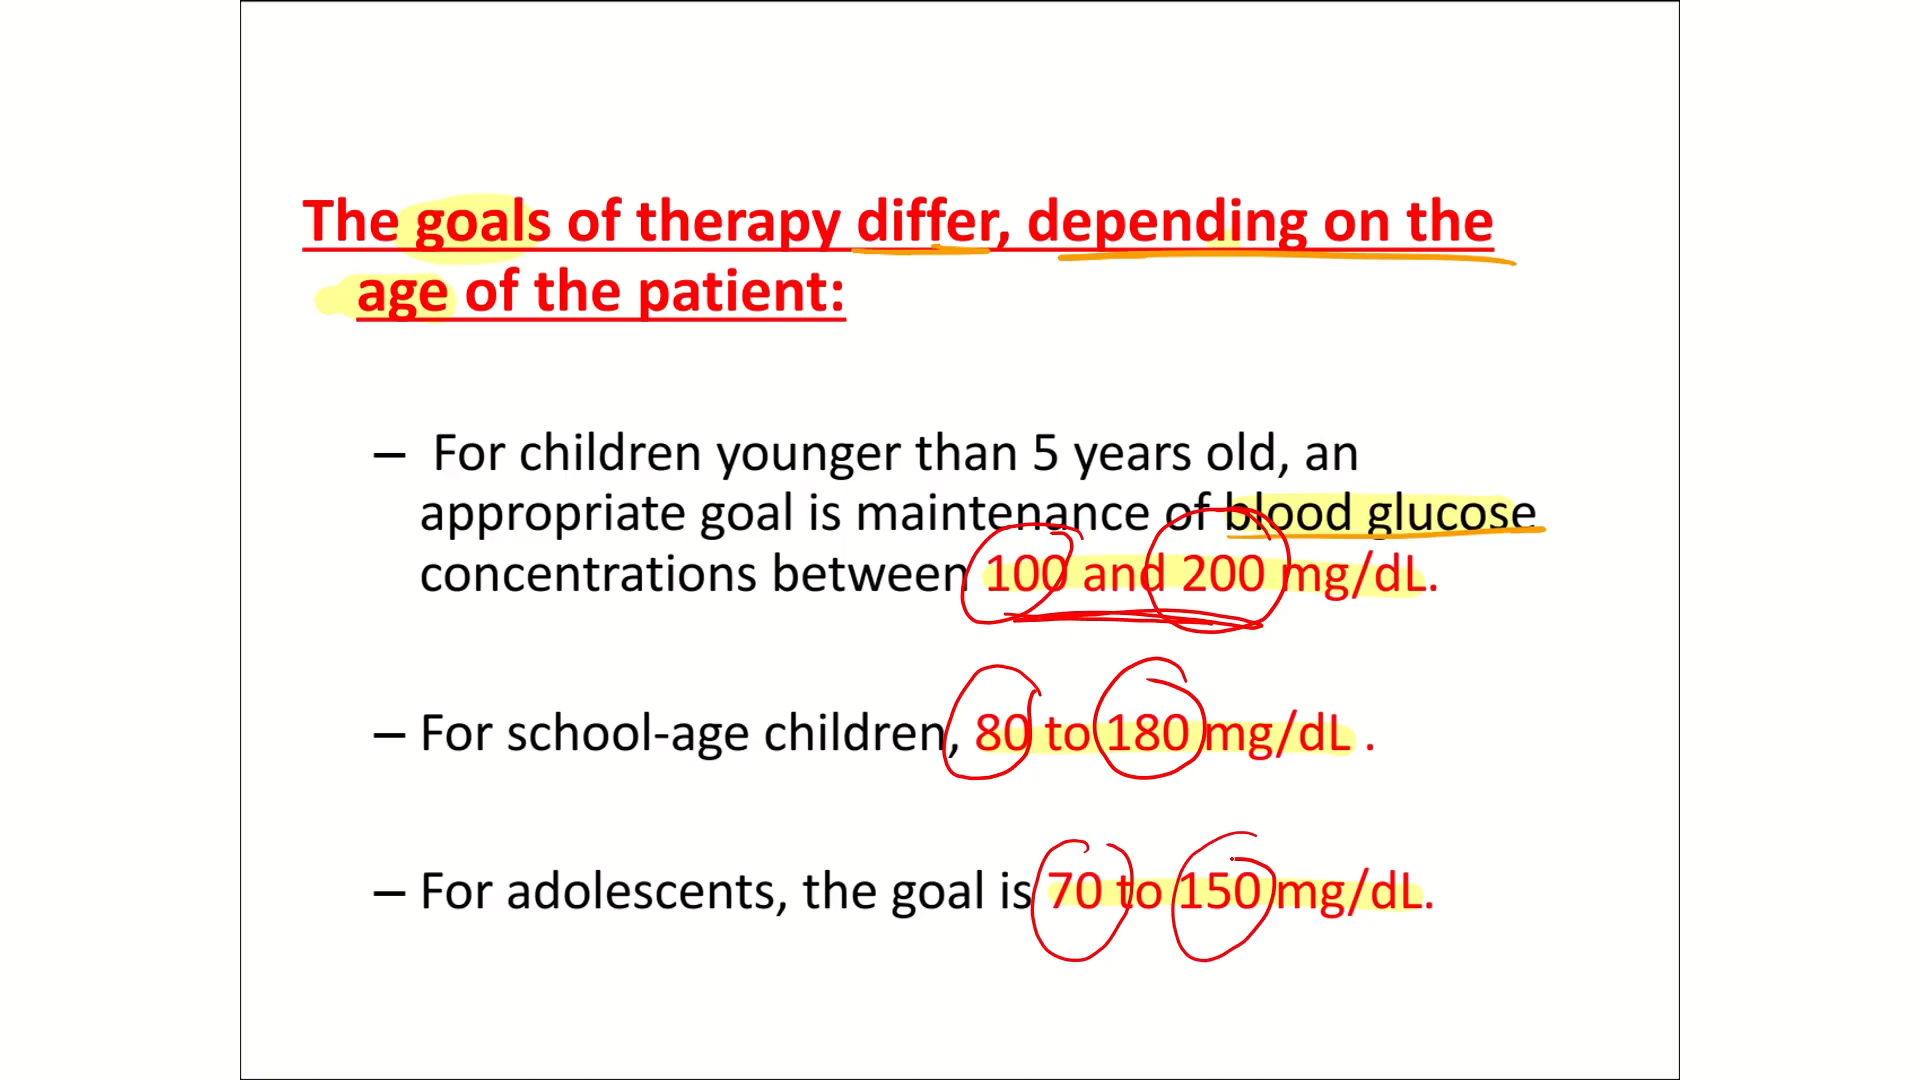 The goals of therapy differ, depending on the
age of the patient:
– For children younger than 5 years old, an
appropriate goal is maintenance of blood glucose
concentrations between 100 and 200 mg/dL.
– For school-age children, 80 to 180 mg/dL .
– For adolescents, the goal is 70 to 150 mg/dL.